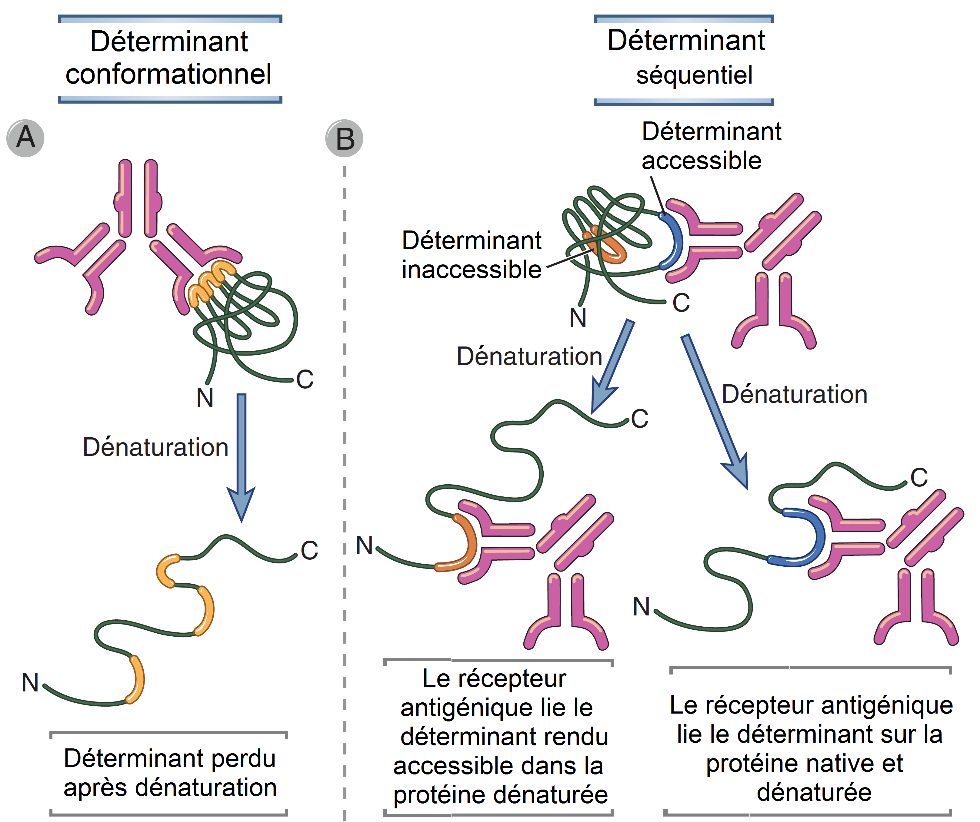 Déterminant
conformationnel
A
N
C
Dénaturation
C
N
Déterminant perdu
après dénaturation
Déterminant
séquentiel
B
Déterminant
accessible
Déterminant
inaccessible
N
C
Dénaturation
Dénaturation
C
N
C
N
Le récepteur
antigénique lie le
déterminant rendu
accessible dans la
protéine dénaturée
Le récepteur antigénique
lie le déterminant sur la
protéine native et
dénaturée